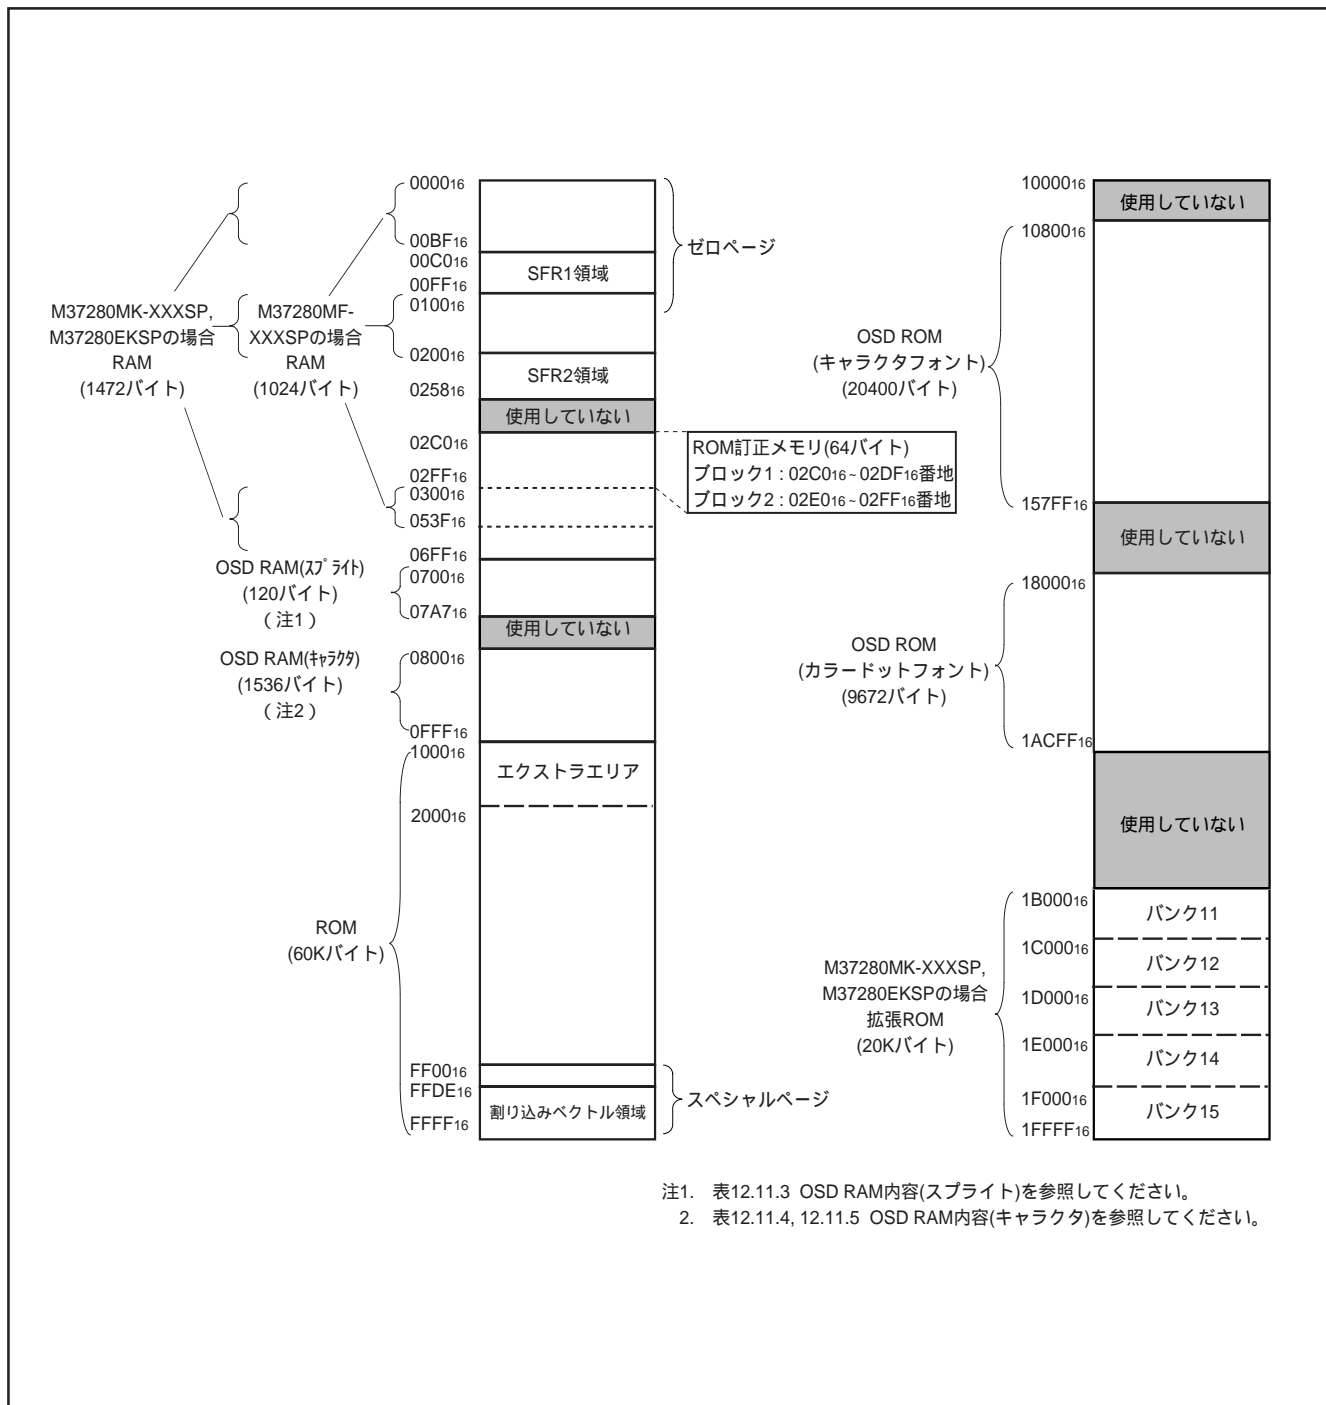 000016
00BF16
00C016
00FF16
010016
020016
025816
02C016
02FF16
030016
053F16
06FF16
070016
07A716
080016
0FFF16
100016
200016
FF0016
FFDE16
FFFF16
M37280MK-XXXSP,
M37280EKSPの場合
RAM
(1472バイト)
M37280MF-
XXXSPの場合
RAM
(1024バイト)
OSD RAM(ｽﾌﾟﾗｲﾄ)
(120バイト)
（注1）
OSD RAM(ｷｬﾗｸﾀ)
(1536バイト)
（注2）
ROM
(60Kバイト)
SFR1領域
SFR2領域
使用していない
使用していない
エクストラエリア
割り込みベクトル領域
ゼロページ
ROM訂正メモリ(64バイト)
ブロック1 : 02C016~02DF16番地
ブロック2 : 02E016~02FF16番地
スペシャルページ
1000016
1080016
157FF16
1800016
1ACFF16
1B00016
1C00016
1D00016
1E00016
1F00016
1FFFF16
OSD ROM
(キャラクタフォント)
(20400バイト)
OSD ROM
(カラードットフォント)
(9672バイト)
M37280MK-XXXSP,
M37280EKSPの場合
拡張ROM
(20Kバイト)
使用していない
使用していない
使用していない
バンク11
バンク12
バンク13
バンク14
バンク15
注1. 表12.11.3 OSD RAM内容(スプライト)を参照してください。
2. 表12.11.4, 12.11.5 OSD RAM内容(キャラクタ)を参照してください。